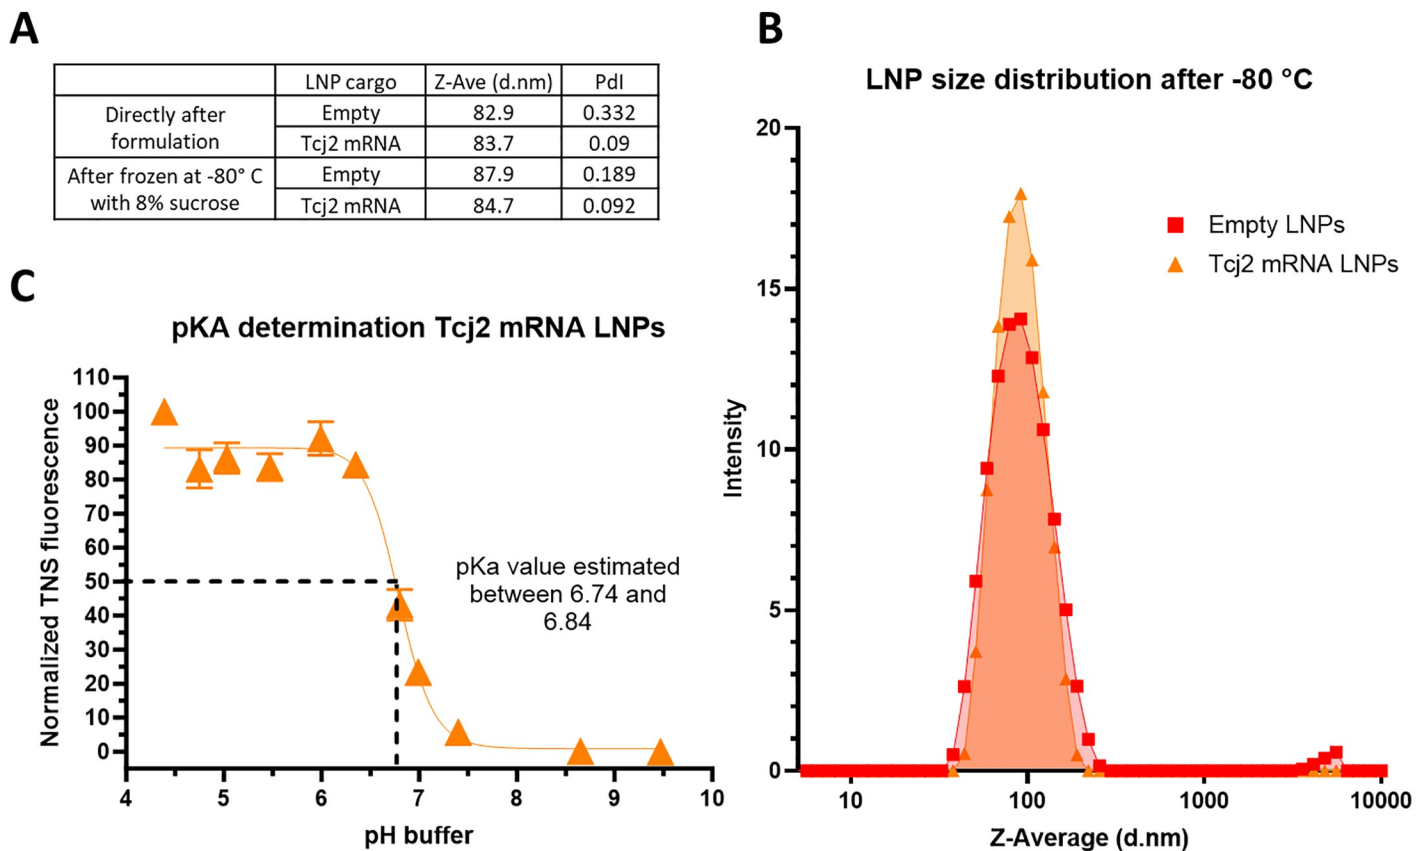 A
LNP cargo Z-Ave (d.nm) PdI
Directly after
formulation
Empty 82.9 0.332
Tcj2 mRNA 83.7 0.09
After frozen at -80° C
with 8% sucrose
Empty 87.9 0.189
Tcj2 mRNA 84.7 0.092
B
LNP size distribution after -80 °C
20
15
10
5
0
Intensity
10 100 1000 10000
Z-Average (d.nm)
Empty LNPs
Tcj2 mRNA LNPs
C
pKA determination Tcj2 mRNA LNPs
110
100
90
80
70
60
50
40
30
20
10
0
Normalized TNS fluorescence
pKa value estimated
between 6.74 and
6.84
4 5 6 7 8 9 10
pH buffer